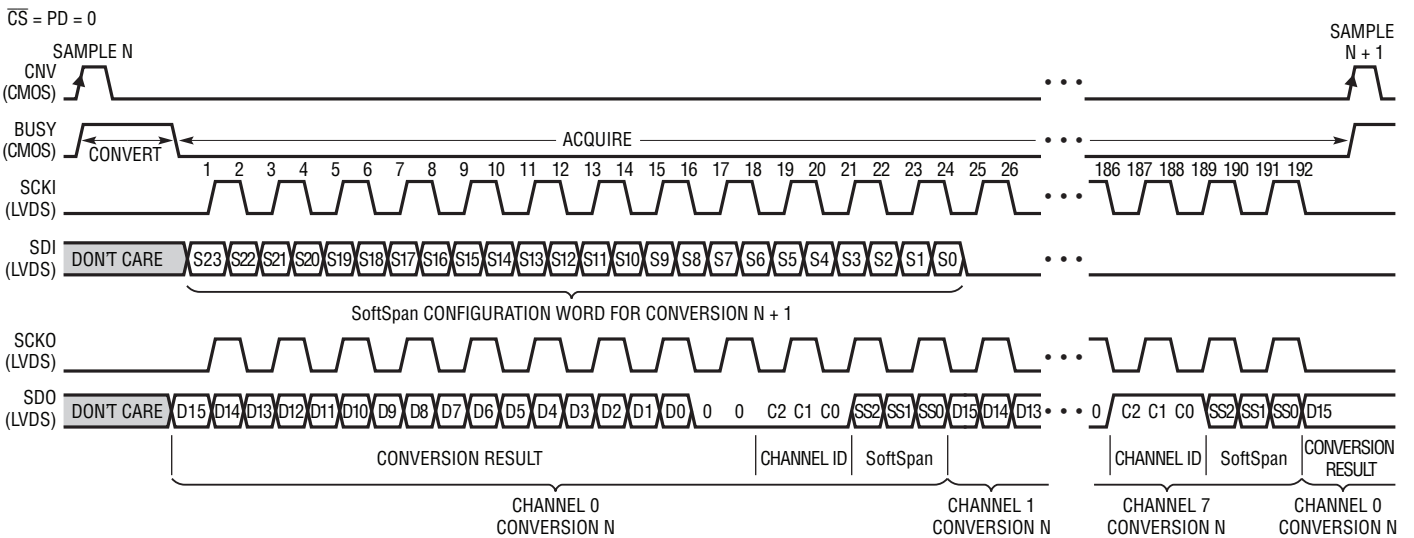 CS = PD = 0
SAMPLE N
SAMPLE
N + 1
CNV
(CMOS)
BUSY
(CMOS)
CONVERT
ACQUIRE
1 2 3 4 5 6 7 8 9 10 11 12 13 14 15 16 17 18 19 20 21 22 23 24 25 26 186 187 188 189 190 191 192
SCKI
(LVDS)
SDI
(LVDS)
DON'T CARE S23 S22 S21 S20 S19 S18 S17 S16 S15 S14 S13 S12 S11 S10 S9 S8 S7 S6 S5 S4 S3 S2 S1 S0
SoftSpan CONFIGURATION WORD FOR CONVERSION N + 1
SCKO
(LVDS)
SDO
(LVDS)
DON'T CARE D15 D14 D13 D12 D11 D10 D9 D8 D7 D6 D5 D4 D3 D2 D1 D0 0 0 C2 C1 C0 SS2 SS1 SS0 D15 D14 D13 0 C2 C1 C0 SS2 SS1 SS0 D15
CONVERSION RESULT CHANNEL ID SoftSpan CHANNEL ID SoftSpan CONVERSION
RESULT
CHANNEL 0
CONVERSION N
CHANNEL 1
CONVERSION N
CHANNEL 7
CONVERSION N
CHANNEL 0
CONVERSION N